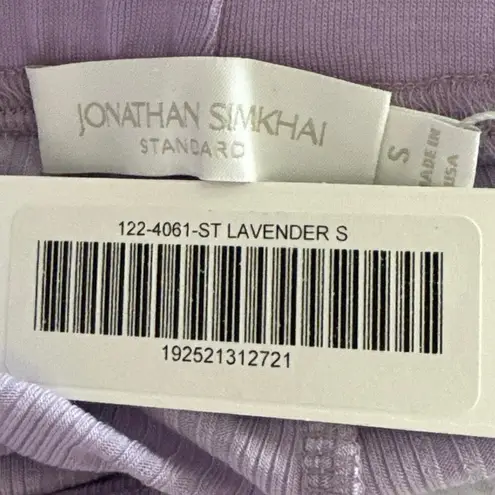 JONATHAN SIMKHAI
STANDARD
S
MADE IN
USA
122-4061-ST LAVENDER S
192521312721